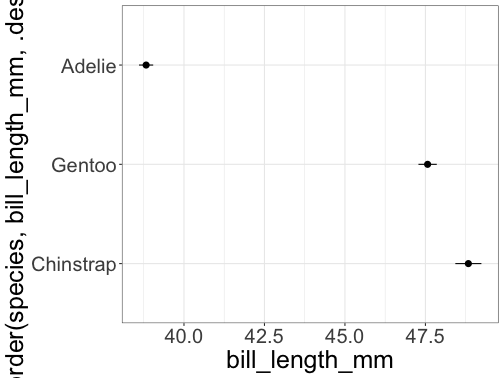 order(species, bill_length_mm, .des
Adelie
Gentoo
Chinstrap
40.0 42.5 45.0 47.5
bill_length_mm